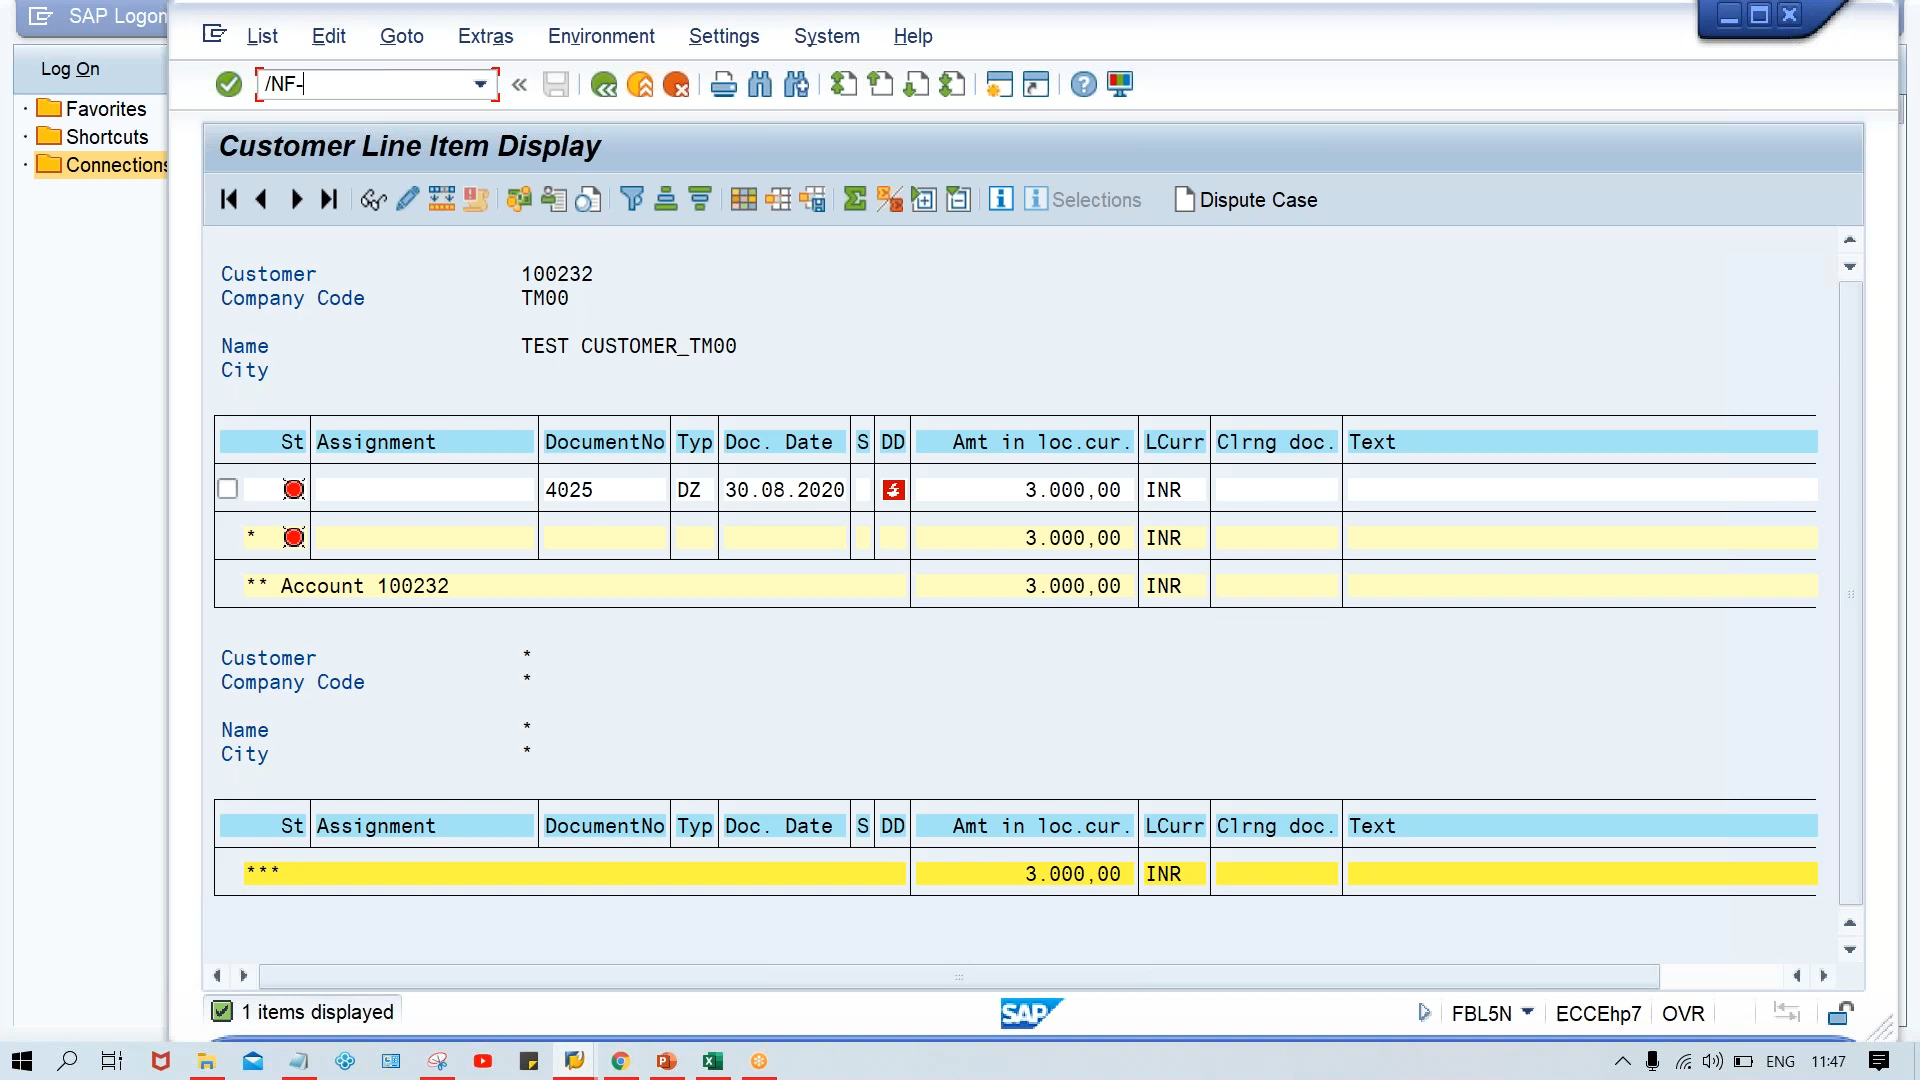 SAP Logon
List Edit Goto Extras Environment Settings System Help
Log On
/NF-
Favorites
Shortcuts
Connections
Customer Line Item Display
Selections Dispute Case
Customer 100232
Company Code TM00
Name TEST CUSTOMER_TM00
City
St Assignment DocumentNo Typ Doc. Date S DD Amt in loc.cur. LCurr Clrng doc. Text
4025 DZ 30.08.2020 3.000,00 INR
* 3.000,00 INR
** Account 100232 3.000,00 INR
Customer *
Company Code *
Name *
City *
St Assignment DocumentNo Typ Doc. Date S DD Amt in loc.cur. LCurr Clrng doc. Text
*** 3.000,00 INR
1 items displayed SAP FBL5N ECCEhp7 OVR
ENG 11:47